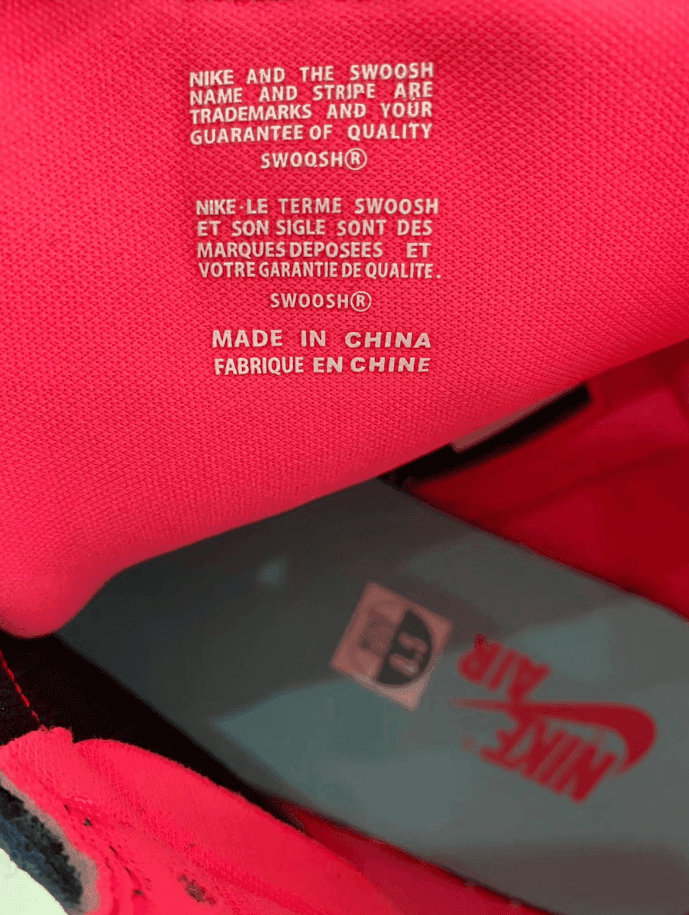 NIKE AND THE SWOOSH
NAME AND STRIPE ARE
TRADEMARKS AND YOUR
GUARANTEE OF QUALITY
SWOQSH®
NIKE-LE TERME SWOOSH
ET SON SIGLE SONT DES
MARQUES DEPOSEES ET
VOTRE GARANTIE DE QUALITE.
SWOOSH®
MADE IN CHINA
FABRIQUE EN CHINE
NIKE
AIR